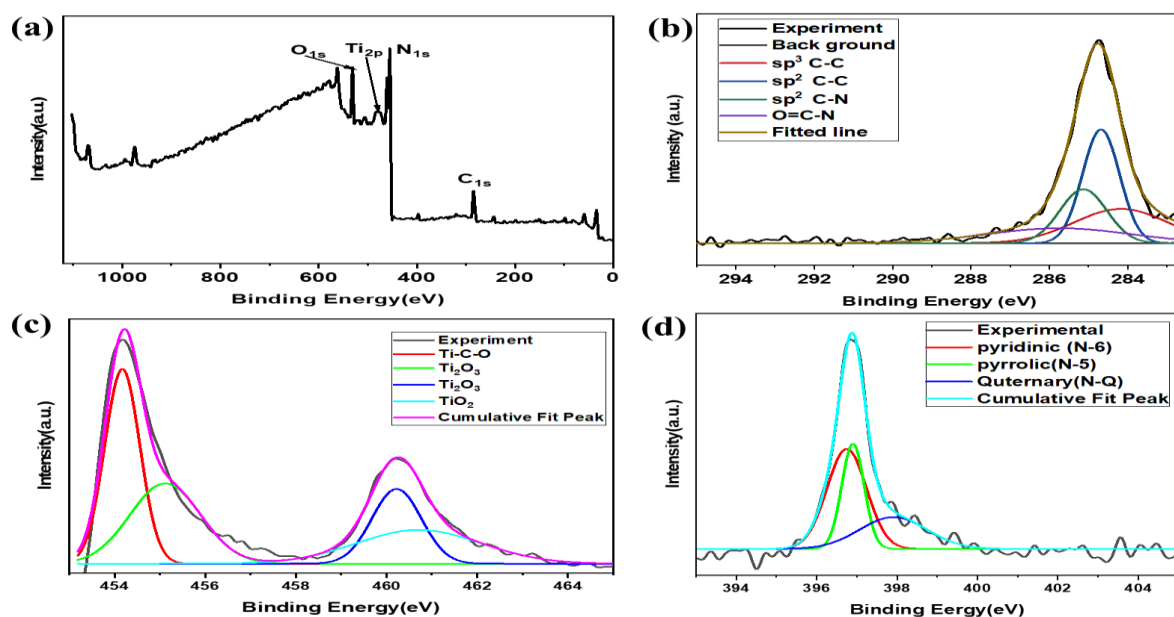 (a)
O1s
Ti2p
N1s
C1s
Intensity(a.u.)
1000 800 600 400 200 0
Binding Energy(eV)
(b)
Experiment
Back ground
sp³ C-C
sp² C-C
sp² C-N
O=C-N
Fitted line
Intensity (a.u.)
294 292 290 288 286 284
Binding Energy (eV)
(c)
Experiment
Ti-C-O
Ti2O3
Ti2O3
TiO2
Cumulative Fit Peak
Intensity(a.u.)
454 456 458 460 462 464
Binding Energy(eV)
(d)
Experimental
pyridinic (N-6)
pyrrolic(N-5)
Quternary(N-Q)
Cumulative Fit Peak
Intensity(a.u.)
394 396 398 400 402 404
Binding Eergy(eV)